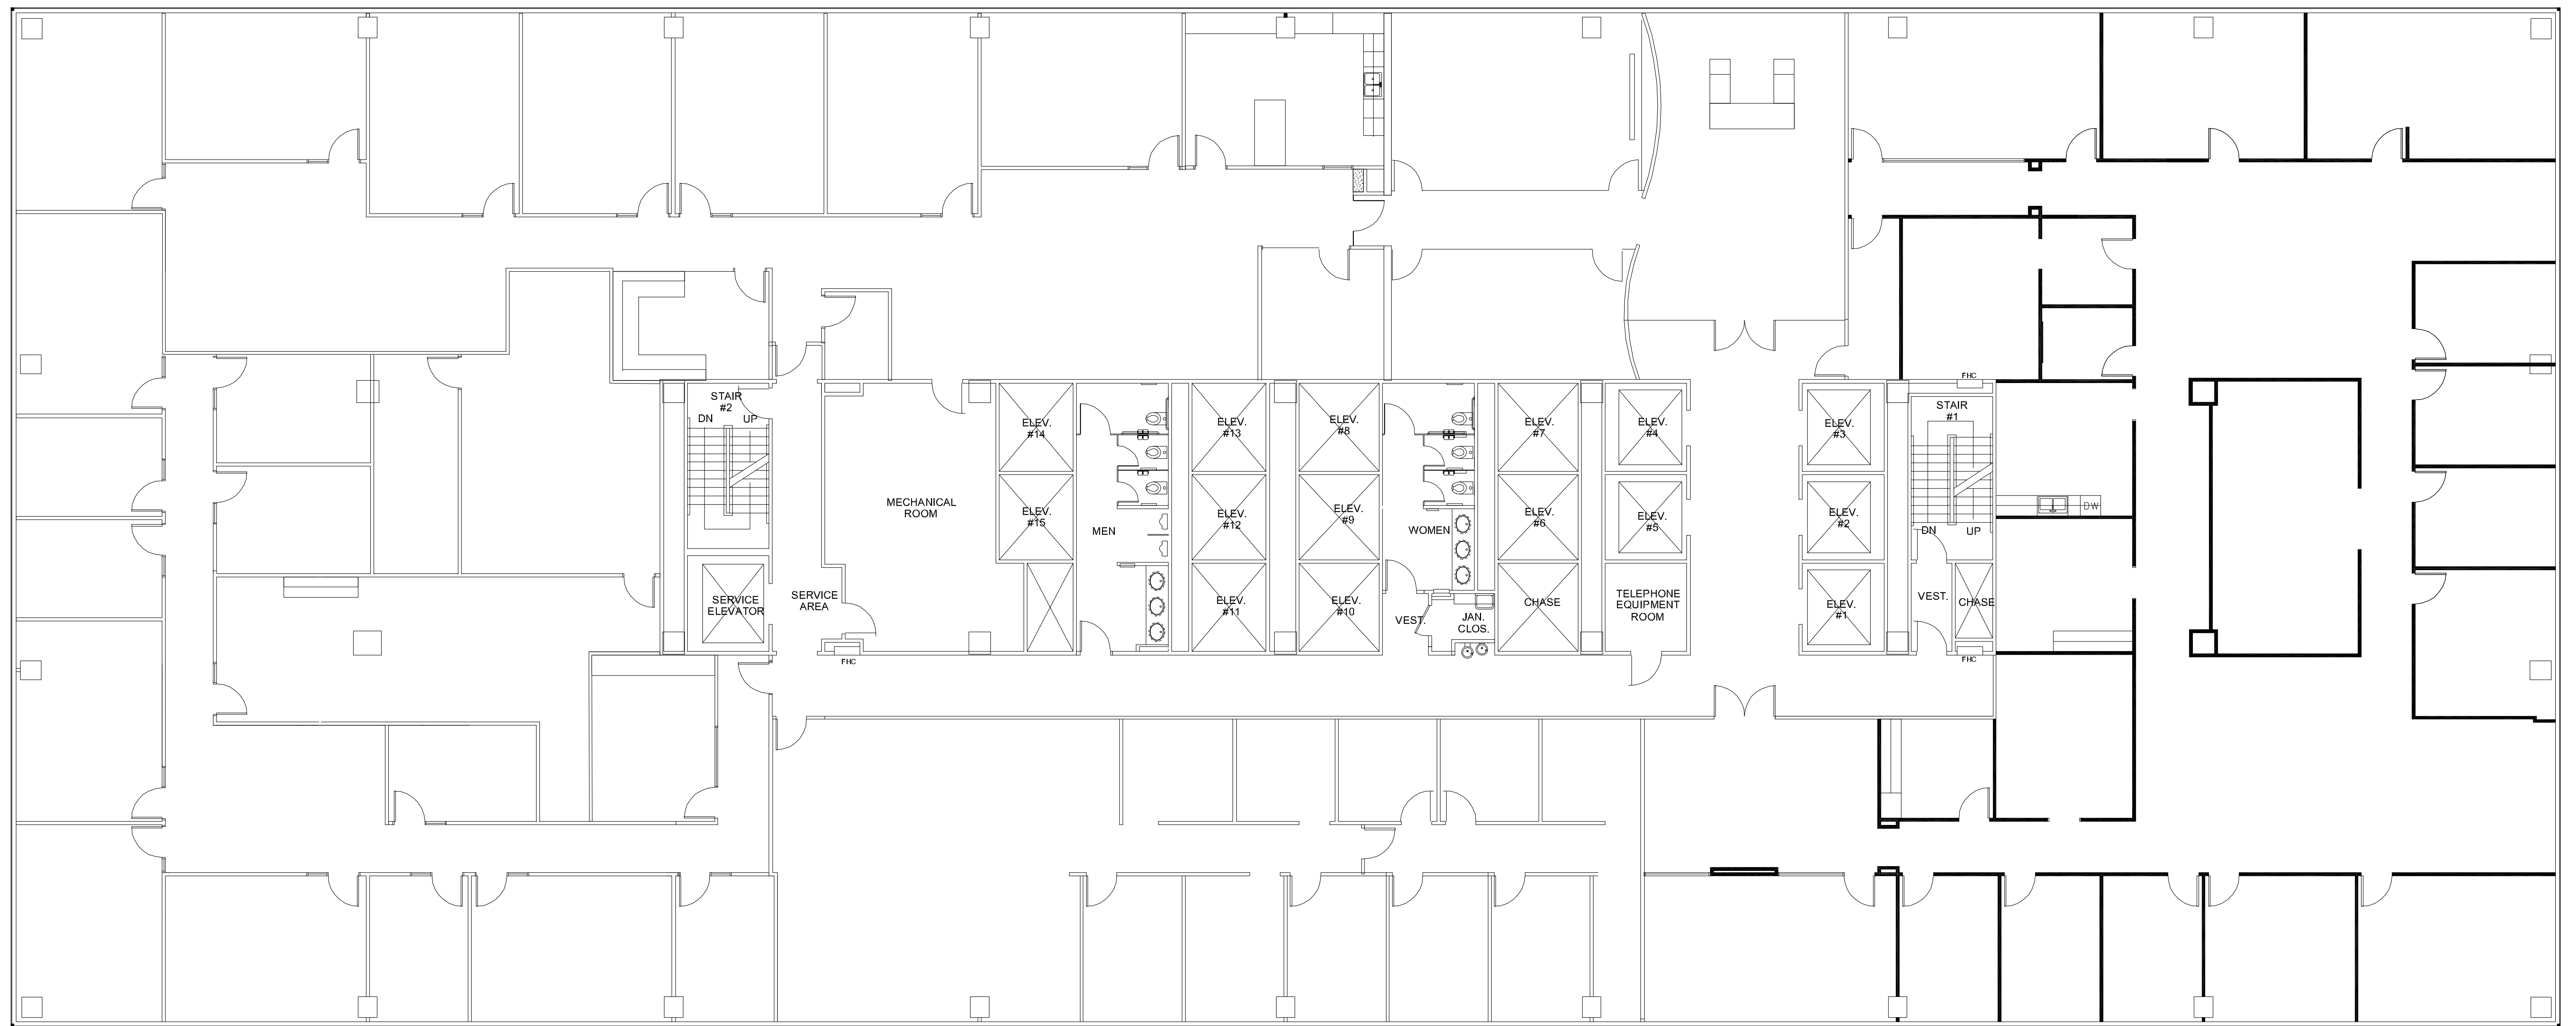 FHC
STAIR
#2
DN
UP
ELEV.
#14
ELEV.
#13
ELEV.
#8
ELEV.
#7
ELEV.
#4
ELEV.
#3
STAIR
#1
MECHANICAL
ROOM
ELEV.
#15
MEN
ELEV.
#12
ELEV.
#9
WOMEN
ELEV.
#6
ELEV.
#5
ELEV.
#2
DN
UP
DW
SERVICE
ELEVATOR
SERVICE
AREA
ELEV.
#11
ELEV.
#10
VEST.
JAN.
CLOS.
CHASE
TELEPHONE
EQUIPMENT
ROOM
ELEV.
#1
VEST.
CHASE
FHC
FHC